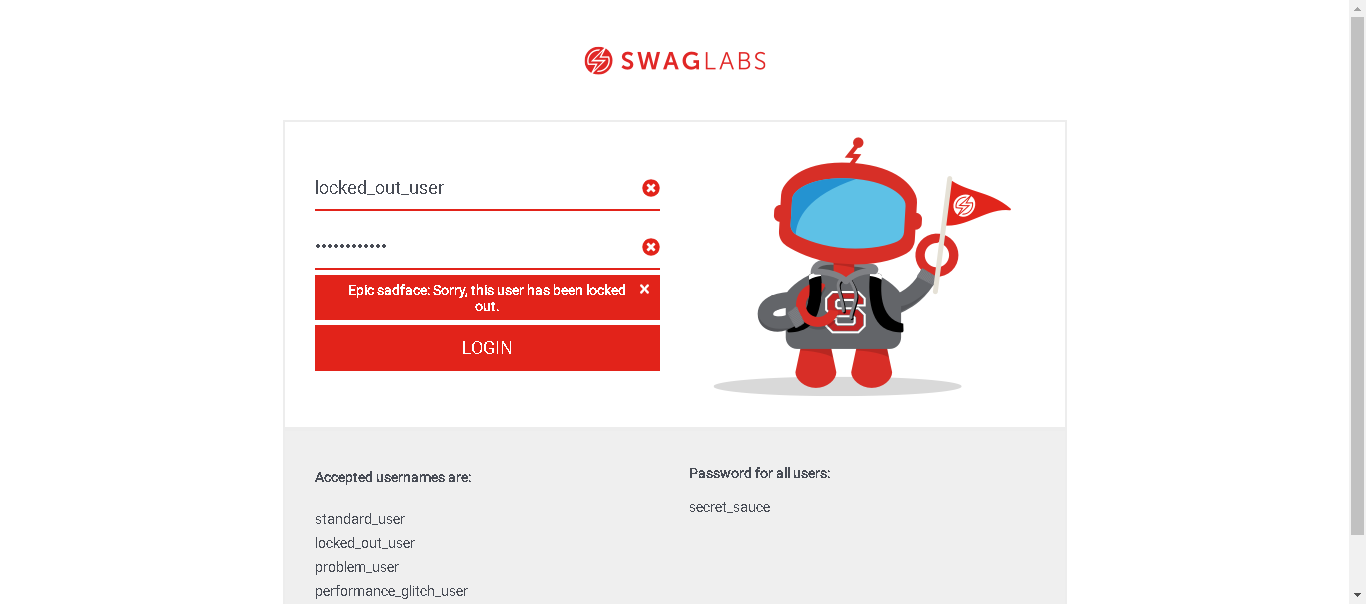 SWAGLABS
locked_out_user
••••••••••••
Epic sadface: Sorry, this user has been locked
out.
LOGIN
Accepted usernames are:
standard_user
locked_out_user
problem_user
performance_glitch_user
Password for all users:
secret_sauce